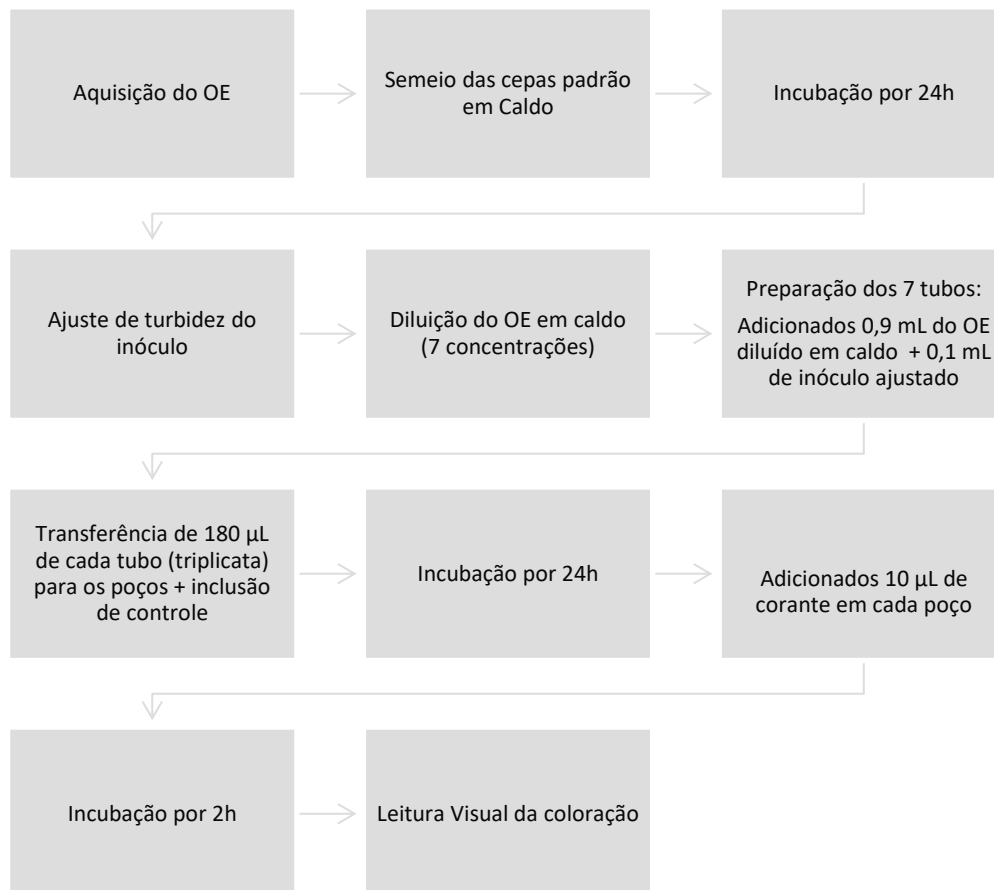 Aquisição do OE
Semeio das cepas padrão
em Caldo
Incubação por 24h
Ajuste de turbidez do
inóculo
Diluição do OE em caldo
(7 concentrações)
Preparação dos 7 tubos:
Adicionados 0,9 mL do OE
diluído em caldo + 0,1 mL
de inóculo ajustado
Transferência de 180 µL
de cada tubo (triplicata)
para os poços + inclusão
de controle
Incubação por 24h
Adicionados 10 µL de
corante em cada poço
Incubação por 2h
Leitura Visual da coloração